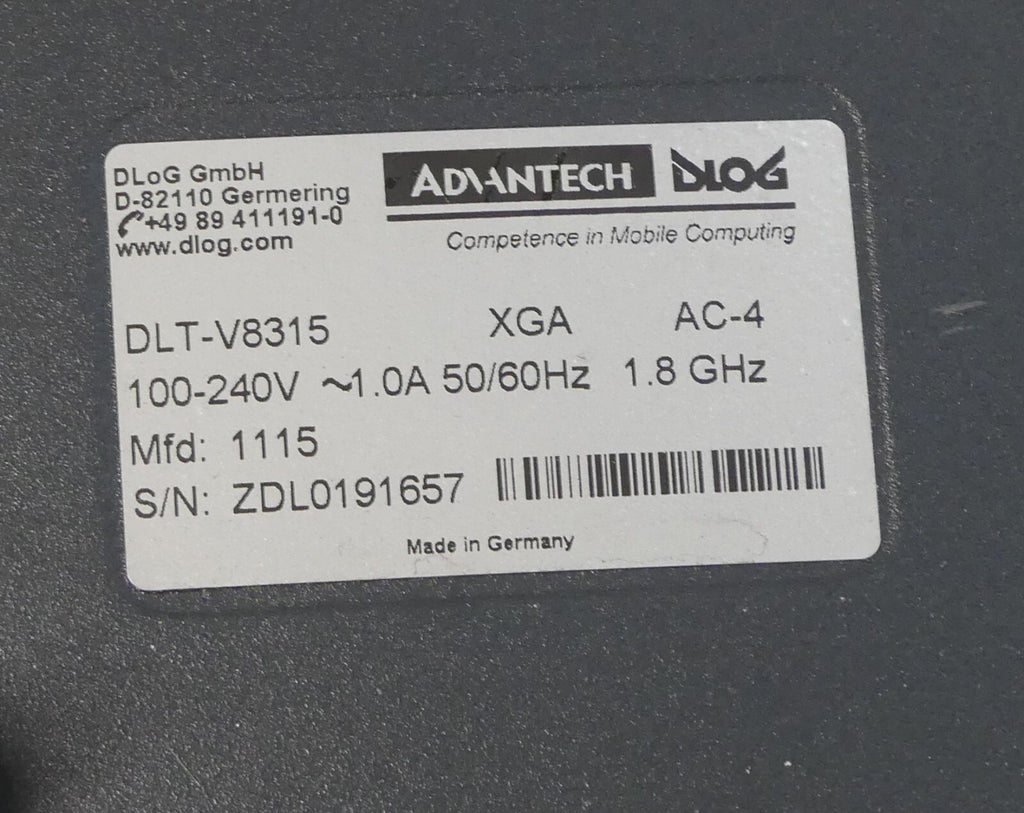 DLoG GmbH
D-82110 Germering
✆+49 89 411191-0
www.dlog.com
ADVANTECH DLOG
Competence in Mobile Computing
DLT-V8315 XGA AC-4
100-240V ~1.0A 50/60Hz 1.8 GHz
Mfd: 1115
S/N: ZDL0191657
Made in Germany